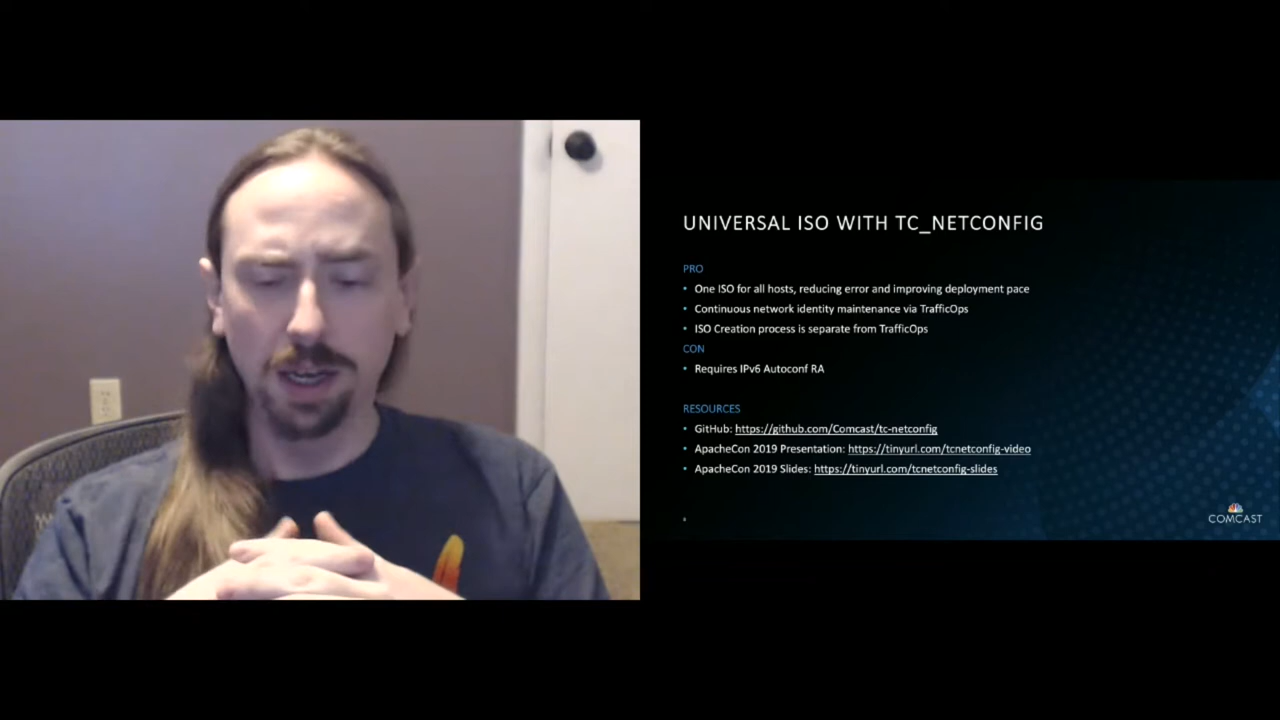 UNIVERSAL ISO WITH TC_NETCONFIG
PRO
• One ISO for all hosts, reducing error and improving deployment pace
• Continuous network identity maintenance via TrafficOps
• ISO Creation process is separate from TrafficOps
CON
• Requires IPv6 Autoconf RA
RESOURCES
• GitHub: https://github.com/Comcast/tc-netconfig
• ApacheCon 2019 Presentation: https://tinyurl.com/tcnetconfig-video
• ApacheCon 2019 Slides: https://tinyurl.com/tcnetconfig-slides
COMCAST